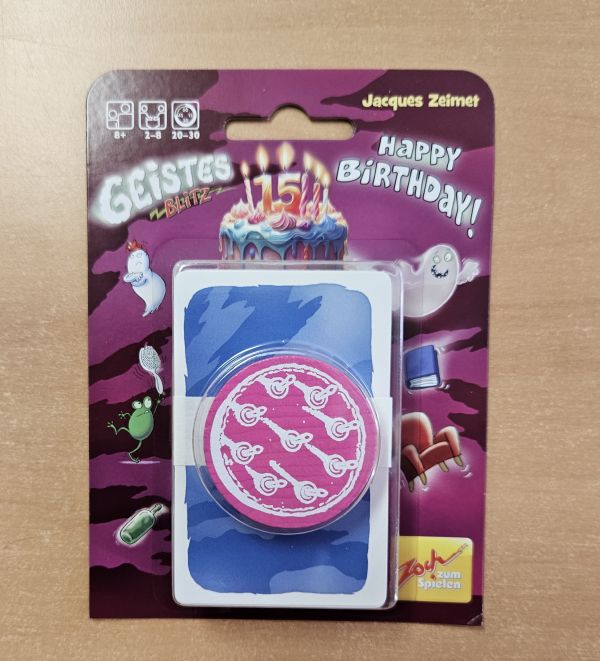 Jacques Zeimet
8+ 2–8 20–30
GEISTES
BLITZ
HAPPY
BiRTHDAY!
15
Zoch
zum
Spielen